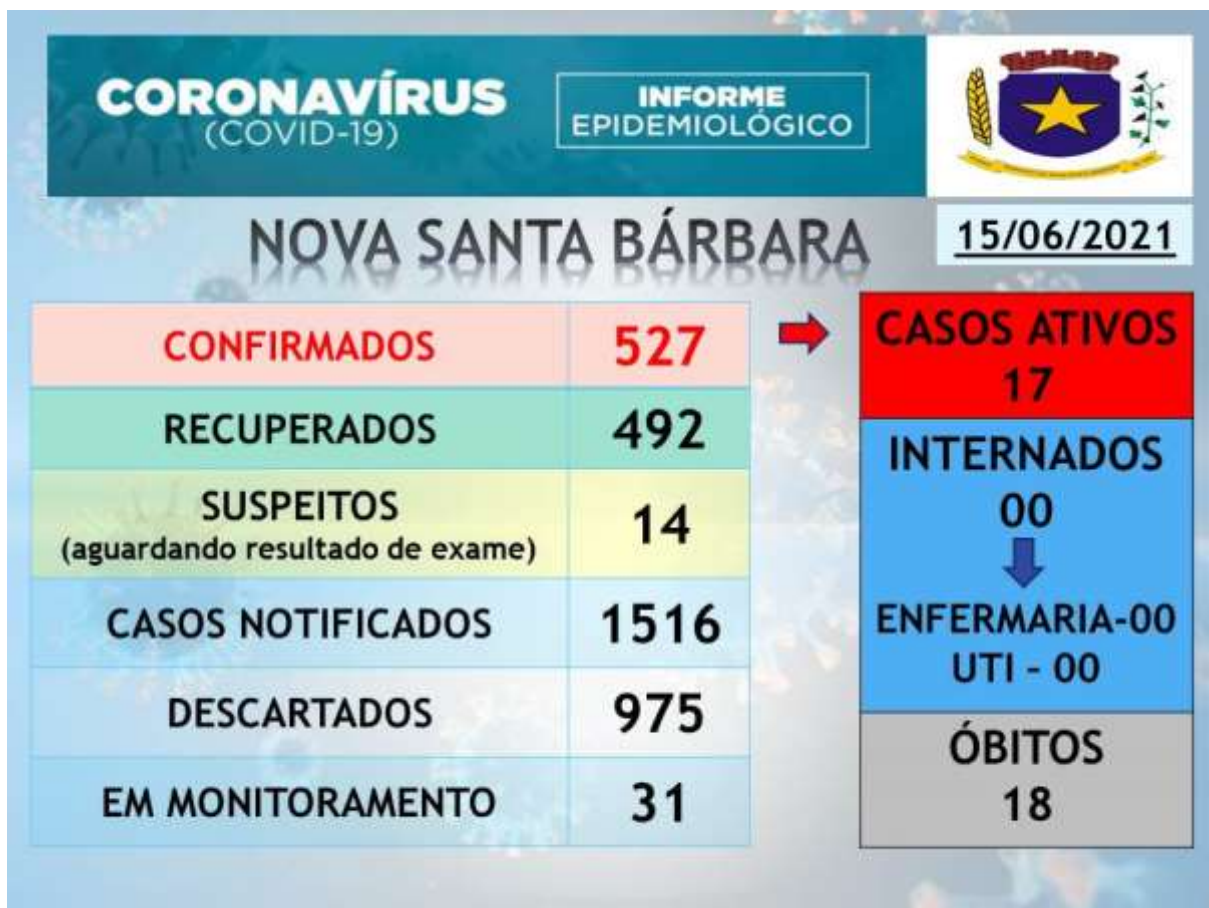 CORONAVÍRUS
(COVID-19)
INFORME
EPIDEMIOLÓGICO
NOVA SANTA BÁRBARA
15/06/2021
CONFIRMADOS 527
RECUPERADOS 492
SUSPEITOS
(aguardando resultado de exame) 14
CASOS NOTIFICADOS 1516
DESCARTADOS 975
EM MONITORAMENTO 31
CASOS ATIVOS
17
INTERNADOS
00
ENFERMARIA-00
UTI - 00
ÓBITOS
18